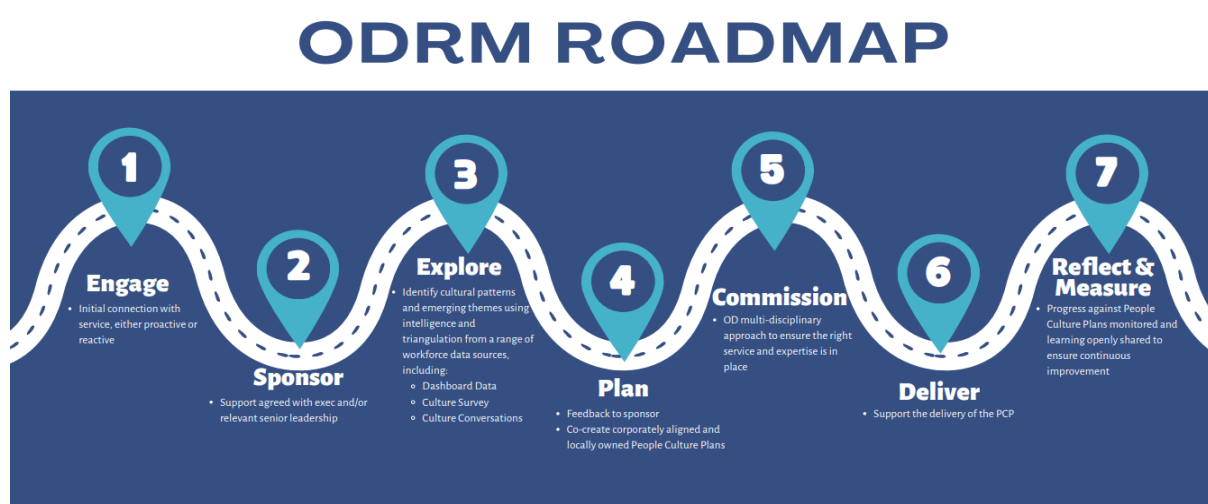 ODRM ROADMAP
1
Engage
• Initial connection with
service, either proactive or
reactive
2
Sponsor
• Support agreed with exec and/or
relevant senior leadership
3
Explore
• Identify cultural patterns
and emerging themes using
intelligence and
triangulation from a range of
workforce data sources,
including:
◦ Dashboard Data
◦ Culture Survey
◦ Culture Conversations
4
Plan
• Feedback to sponsor
• Co-create corporately aligned and
locally owned People Culture Plans
5
Commission
• OD multi-disciplinary
approach to ensure the right
service and expertise is in
place
6
Deliver
• Support the delivery of the PCP
7
Reflect &
Measure
• Progress against People
Culture Plans monitored and
learning openly shared to
ensure continuous
improvement